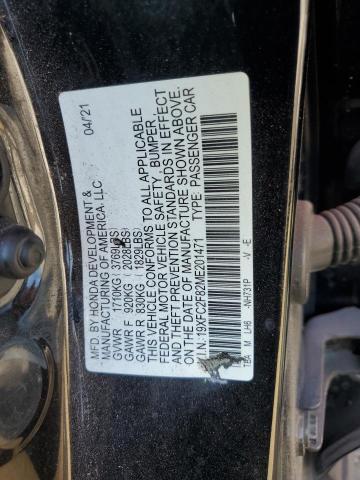 MFD. BY HONDA DEVELOPMENT & 04/21
MANUFACTURING OF AMERICA, LLC
GVWR 1710KG (3769LBS)
GAWR F 920KG (2028LBS)
GAWR R 830KG (1829LBS)
THIS VEHICLE CONFORMS TO ALL APPLICABLE
FEDERAL MOTOR VEHICLE SAFETY, BUMPER,
AND THEFT PREVENTION STANDARDS IN EFFECT
ON THE DATE OF MANUFACTURE SHOWN ABOVE.
V.I.N.: 19XFC2F82ME201471 TYPE: PASSENGER CAR
TBA M LH6 -NH731P -V -E